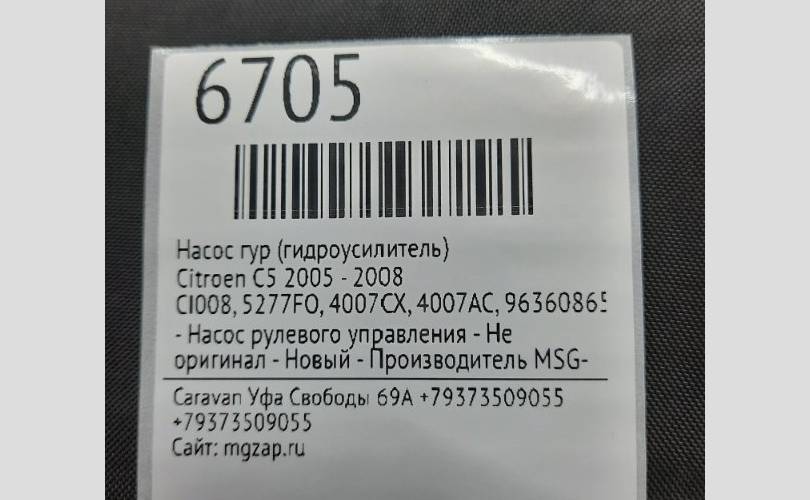 6705
Насос гур (гидроусилитель)
Citroen C5 2005 - 2008
CI008, 5277FO, 4007CX, 4007AC, 96360865
- Насос рулевого управления - Не
оригинал - Новый - Производитель MSG-
Caravan Уфа Свободы 69А +79373509055
+79373509055
Сайт: mgzap.ru